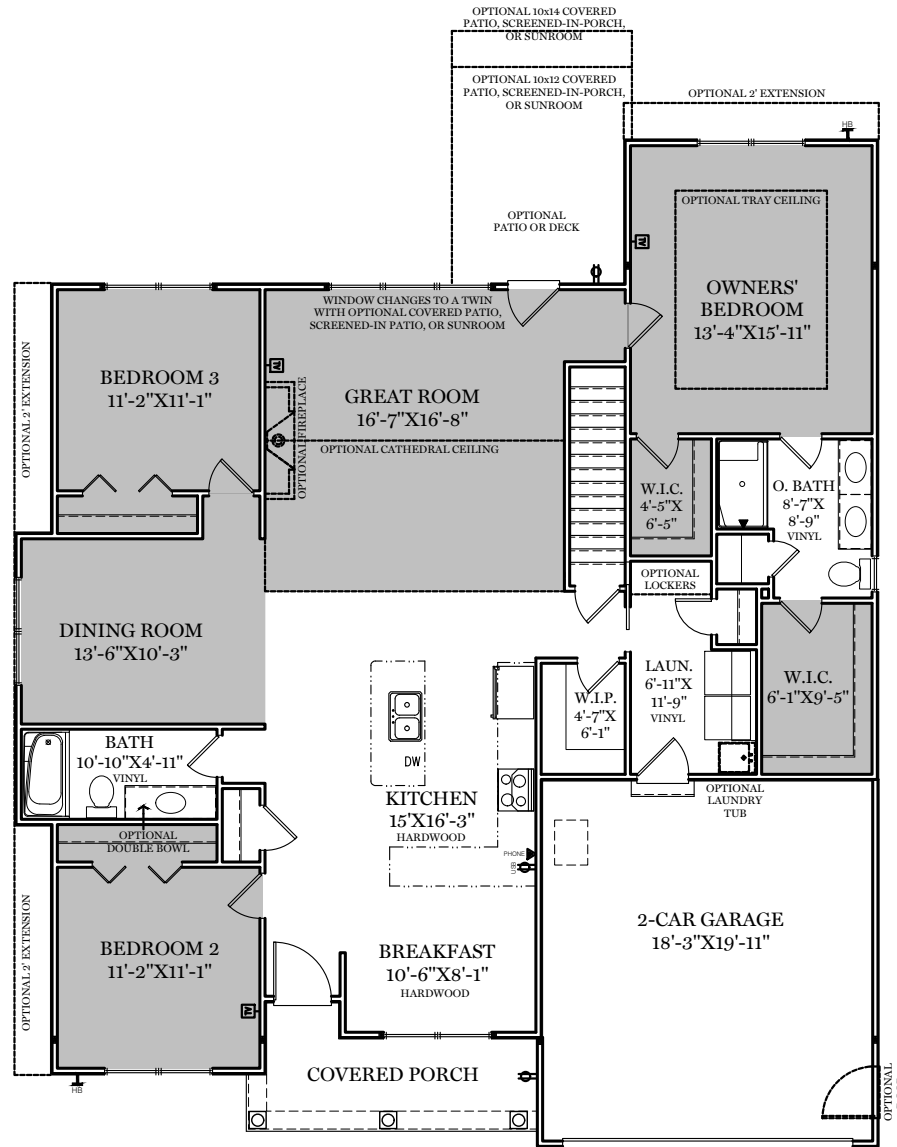 OPTIONAL 10x14 COVERED
PATIO, SCREENED-IN-PORCH,
OR SUNROOM
OPTIONAL 10x12 COVERED
PATIO, SCREENED-IN-PORCH,
OR SUNROOM
OPTIONAL 2' EXTENSION
HB
OPTIONAL TRAY CEILING
OPTIONAL
PATIO OR DECK
TV
OWNERS'
BEDROOM
13'-4"X15'-11"
WINDOW CHANGES TO A TWIN
WITH OPTIONAL COVERED PATIO,
SCREENED-IN PATIO, OR SUNROOM
OPTIONAL 2' EXTENSION
BEDROOM 3
11'-2"X11'-1"
TV
GREAT ROOM
16'-7"X16'-8"
OPTIONAL FIREPLACE
OPTIONAL CATHEDRAL CEILING
W.I.C.
4'-5"X
6'-5"
O. BATH
8'-7"X
8'-9"
VINYL
OPTIONAL
LOCKERS
DINING ROOM
13'-6"X10'-3"
LAUN.
6'-11"X
11'-9"
VINYL
W.I.C.
6'-1"X9'-5"
W.I.P.
4'-7"X
6'-1"
BATH
10'-10"X4'-11"
VINYL
DW
KITCHEN
15'X16'-3"
HARDWOOD
OPTIONAL
LAUNDRY
TUB
OPTIONAL
DOUBLE BOWL
PHONE
USB
OPTIONAL 2' EXTENSION
BEDROOM 2
11'-2"X11'-1"
TV
BREAKFAST
10'-6"X8'-1"
HARDWOOD
2-CAR GARAGE
18'-3"X19'-11"
COVERED PORCH
HB
OPTIONAL